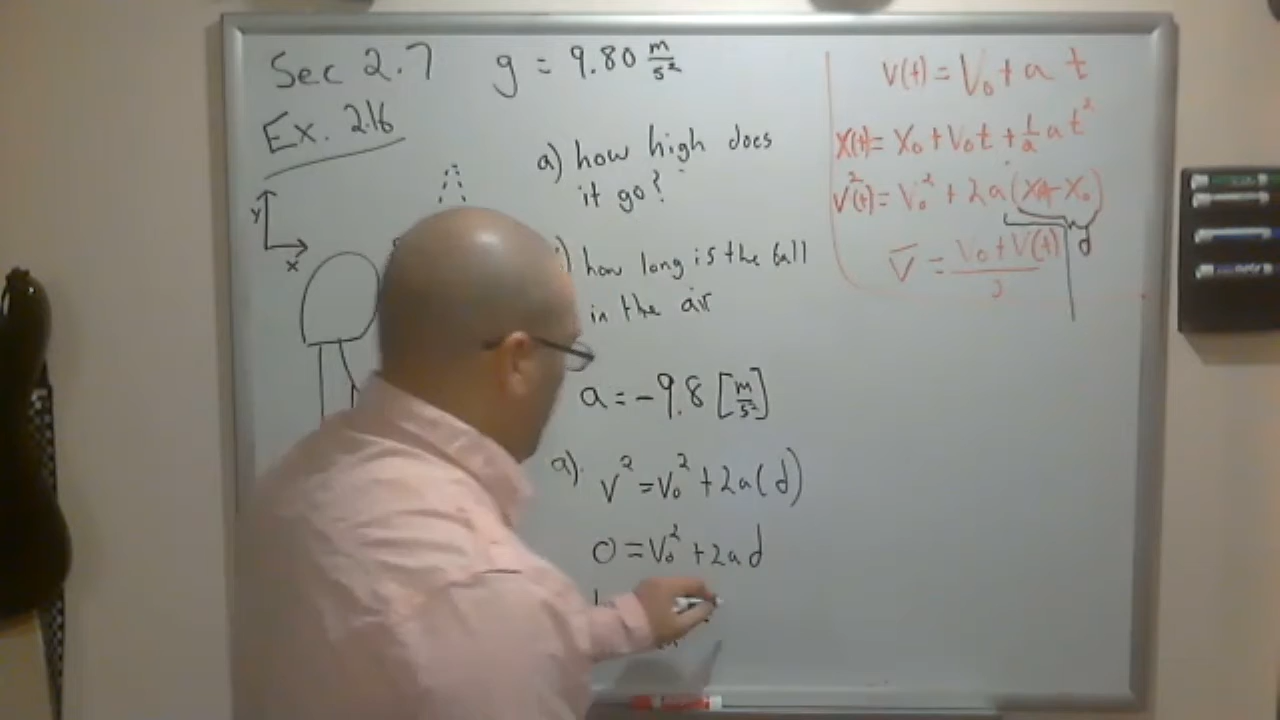 Sec 2.7 g = 9.80 m/s²
Ex. 2.16
y
x
a) how high does
it go?
) how long is the ball
in the air
a = -9.8 [m/s²]
a). V² = V₀² + 2a(d)
0 = V₀² + 2ad
V(t) = V₀ + a t
X(t) = X₀ + V₀t + ½at²
V²(t) = V₀² + 2a(X(t) - X₀)
d
V̄ = (V₀ + V(t))/2